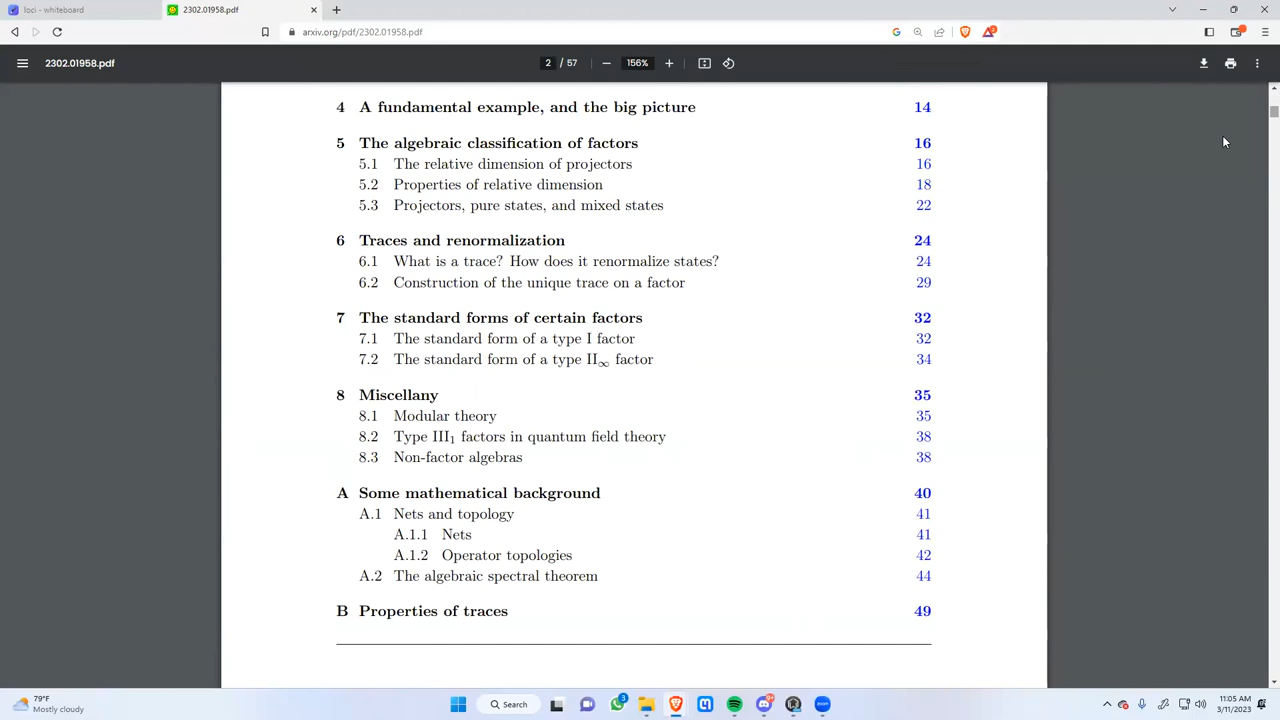 loci - whiteboard
2302.01958.pdf
arxiv.org/pdf/2302.01958.pdf
2302.01958.pdf
2 / 57
156%
4 A fundamental example, and the big picture 14
5 The algebraic classification of factors 16
5.1 The relative dimension of projectors 16
5.2 Properties of relative dimension 18
5.3 Projectors, pure states, and mixed states 22
6 Traces and renormalization 24
6.1 What is a trace? How does it renormalize states? 24
6.2 Construction of the unique trace on a factor 29
7 The standard forms of certain factors 32
7.1 The standard form of a type I factor 32
7.2 The standard form of a type II∞ factor 34
8 Miscellany 35
8.1 Modular theory 35
8.2 Type III₁ factors in quantum field theory 38
8.3 Non-factor algebras 38
A Some mathematical background 40
A.1 Nets and topology 41
A.1.1 Nets 41
A.1.2 Operator topologies 42
A.2 The algebraic spectral theorem 44
B Properties of traces 49
79°F
Mostly cloudy
Search
3
11:05 AM
3/11/2023